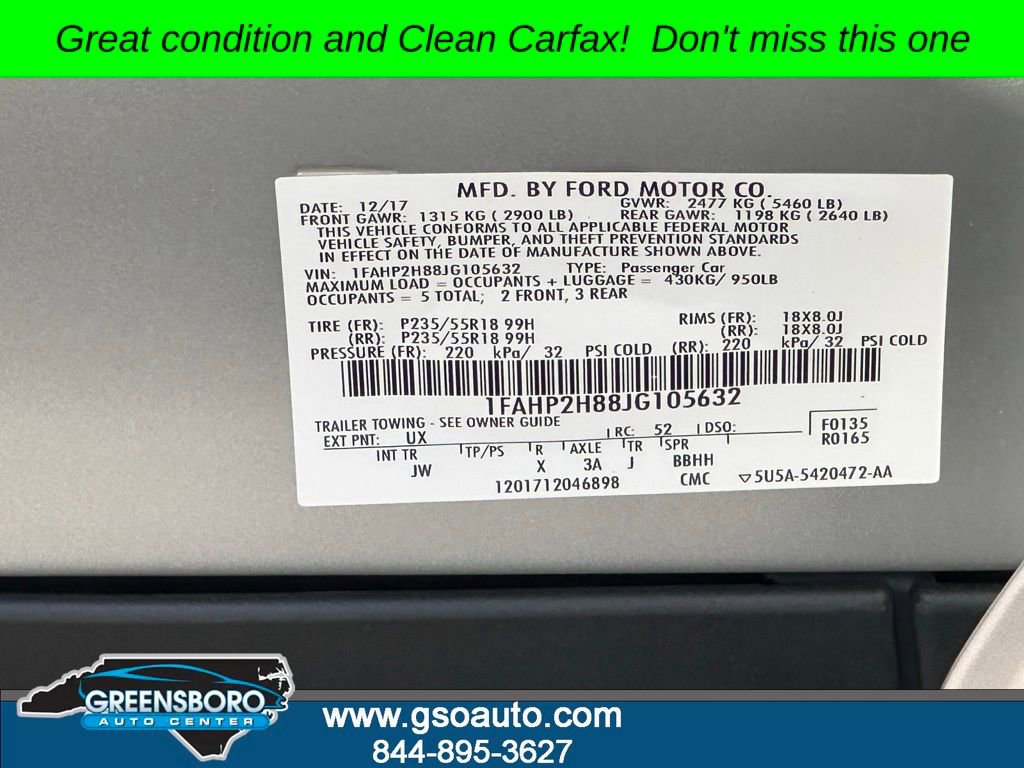 Great condition and Clean Carfax!  Don't miss this one
MFD. BY FORD MOTOR CO.
DATE: 12/17 GVWR: 2477 KG ( 5460 LB)
FRONT GAWR: 1315 KG ( 2900 LB) REAR GAWR: 1198 KG ( 2640 LB)
THIS VEHICLE CONFORMS TO ALL APPLICABLE FEDERAL MOTOR
VEHICLE SAFETY, BUMPER, AND THEFT PREVENTION STANDARDS
IN EFFECT ON THE DATE OF MANUFACTURE SHOWN ABOVE.
VIN: 1FAHP2H88JG105632 TYPE: Passenger Car
MAXIMUM LOAD = OCCUPANTS + LUGGAGE = 430KG/ 950LB
OCCUPANTS = 5 TOTAL; 2 FRONT, 3 REAR
TIRE (FR): P235/55R18 99H RIMS (FR): 18X8.0J
(RR): P235/55R18 99H (RR): 18X8.0J
PRESSURE (FR): 220 kPa/ 32 PSI COLD (RR): 220 kPa/ 32 PSI COLD
1FAHP2H88JG105632
TRAILER TOWING - SEE OWNER GUIDE F0135
EXT PNT: UX RC: 52 DSO: R0165
INT TR TP/PS R AXLE TR SPR
JW X 3A J BBHH
1201712046898 CMC ▽5U5A-5420472-AA
GREENSBORO
AUTO CENTER
www.gsoauto.com
844-895-3627